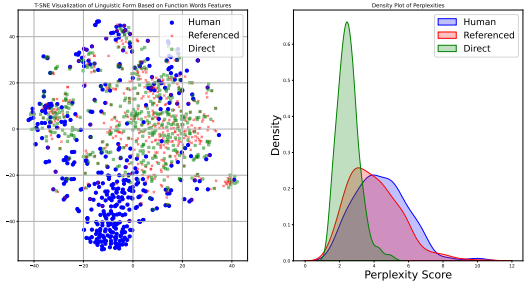 T-SNE Visualization of Linguistic Form Based on Function Words Features
Human
Referenced
Direct
40
20
0
−20
−40
−40
−20
0
20
40
Density Plot of Perplexities
Human
Referenced
Direct
Density
0.6
0.5
0.4
0.3
0.2
0.1
0.0
0
2
4
6
8
10
12
Perplexity Score